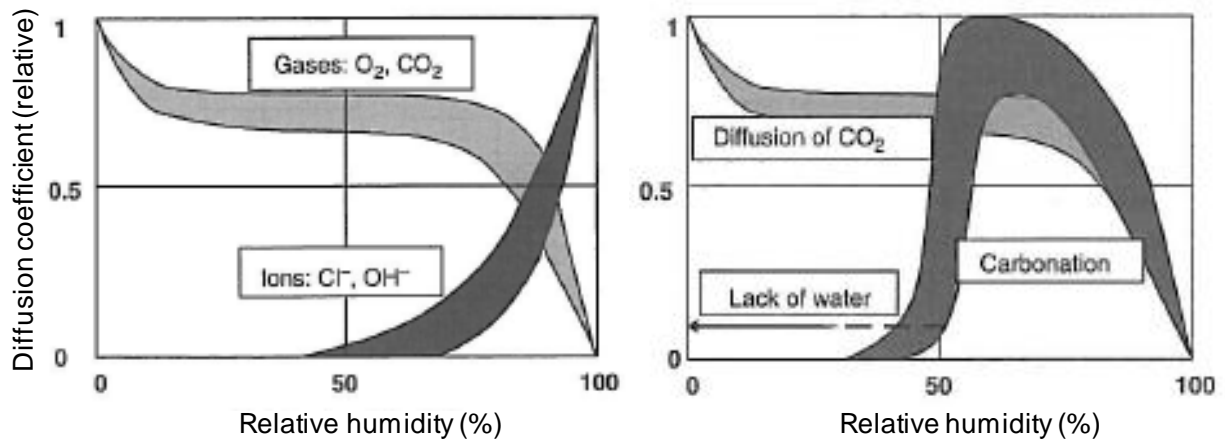 Diffusion coefficient (relative)
1
0.5
0
Gases: O₂, CO₂
Ions: Cl⁻, OH⁻
0 50 100
Relative humidity (%)
1
0.5
0
Diffusion of CO₂
Carbonation
Lack of water
0 50 100
Relative humidity (%)